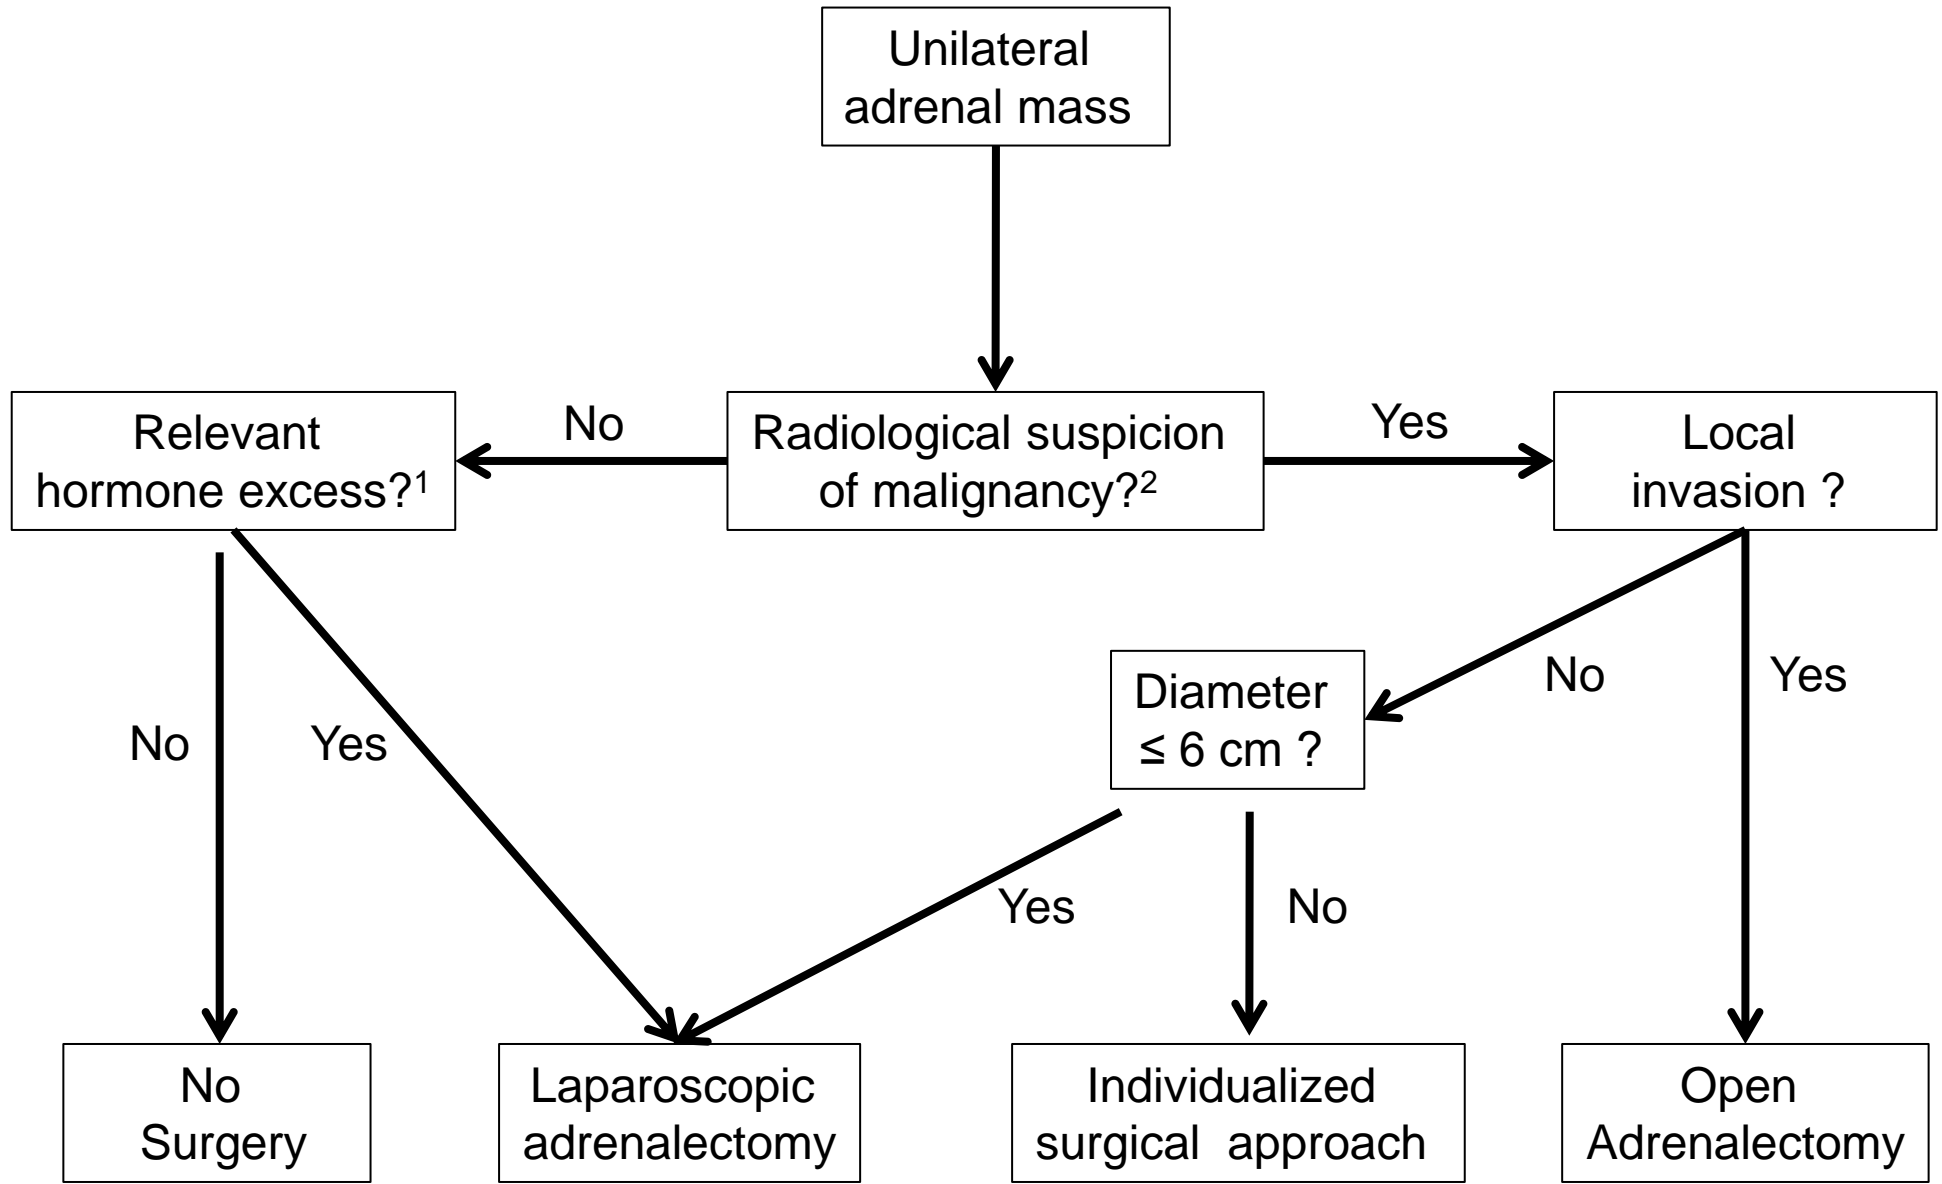 Unilateral
adrenal mass
Relevant
hormone excess?¹
No
Radiological suspicion
of malignancy?²
Yes
Local
invasion ?
Diameter
≤ 6 cm ?
No
Yes
No
Yes
Yes
No
No
Surgery
Laparoscopic
adrenalectomy
Individualized
surgical approach
Open
Adrenalectomy